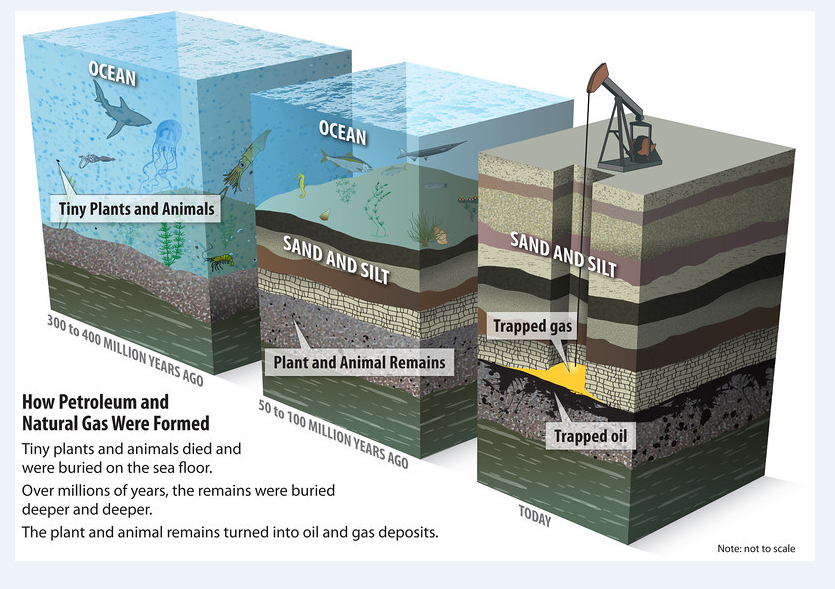 OCEAN
Tiny Plants and Animals
300 to 400 MILLION YEARS AGO
OCEAN
SAND AND SILT
Plant and Animal Remains
50 to 100 MILLION YEARS AGO
SAND AND SILT
Trapped gas
Trapped oil
TODAY
How Petroleum and
Natural Gas Were Formed
Tiny plants and animals died and
were buried on the sea floor.
Over millions of years, the remains were buried
deeper and deeper.
The plant and animal remains turned into oil and gas deposits.
Note: not to scale